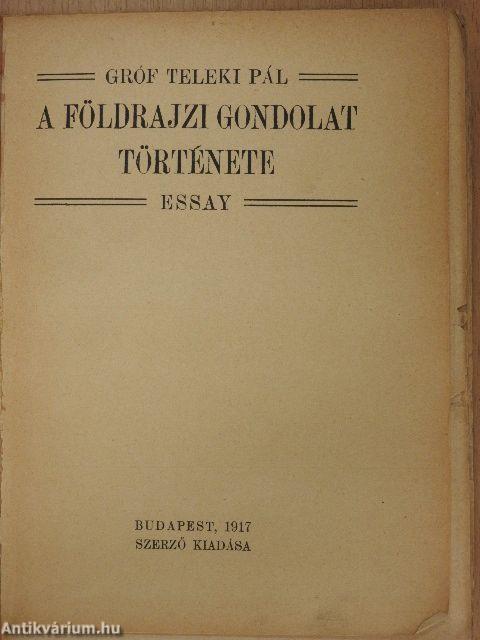 GRÓF TELEKI PÁL
A FÖLDRAJZI GONDOLAT
TÖRTÉNETE
ESSAY
BUDAPEST, 1917
SZERZŐ KIADÁSA
Antikvárium.hu